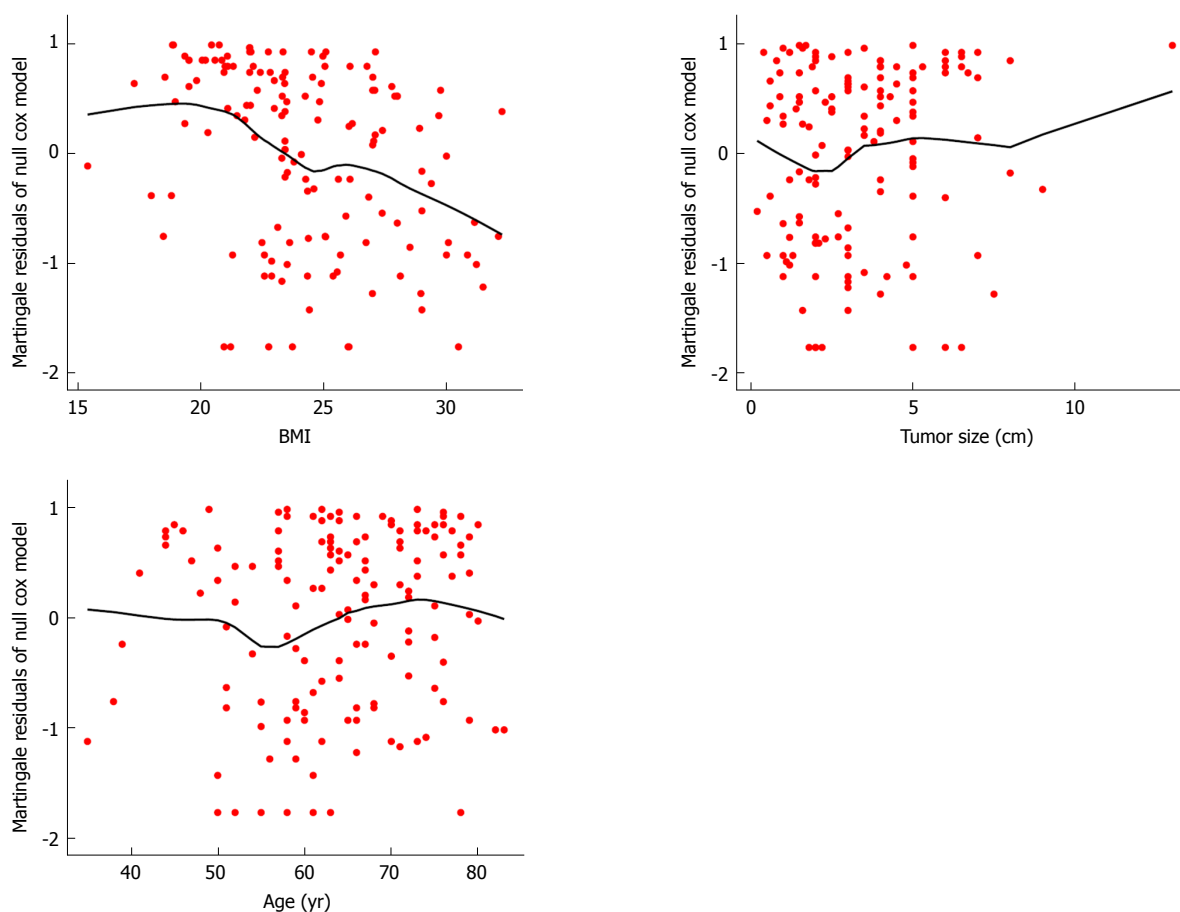 Martingale residuals of null cox model
1
0
-1
-2
15 20 25 30
BMI
Martingale residuals of null cox model
1
0
-1
-2
0 5 10
Tumor size (cm)
Martingale residuals of null cox model
1
0
-1
-2
40 50 60 70 80
Age (yr)